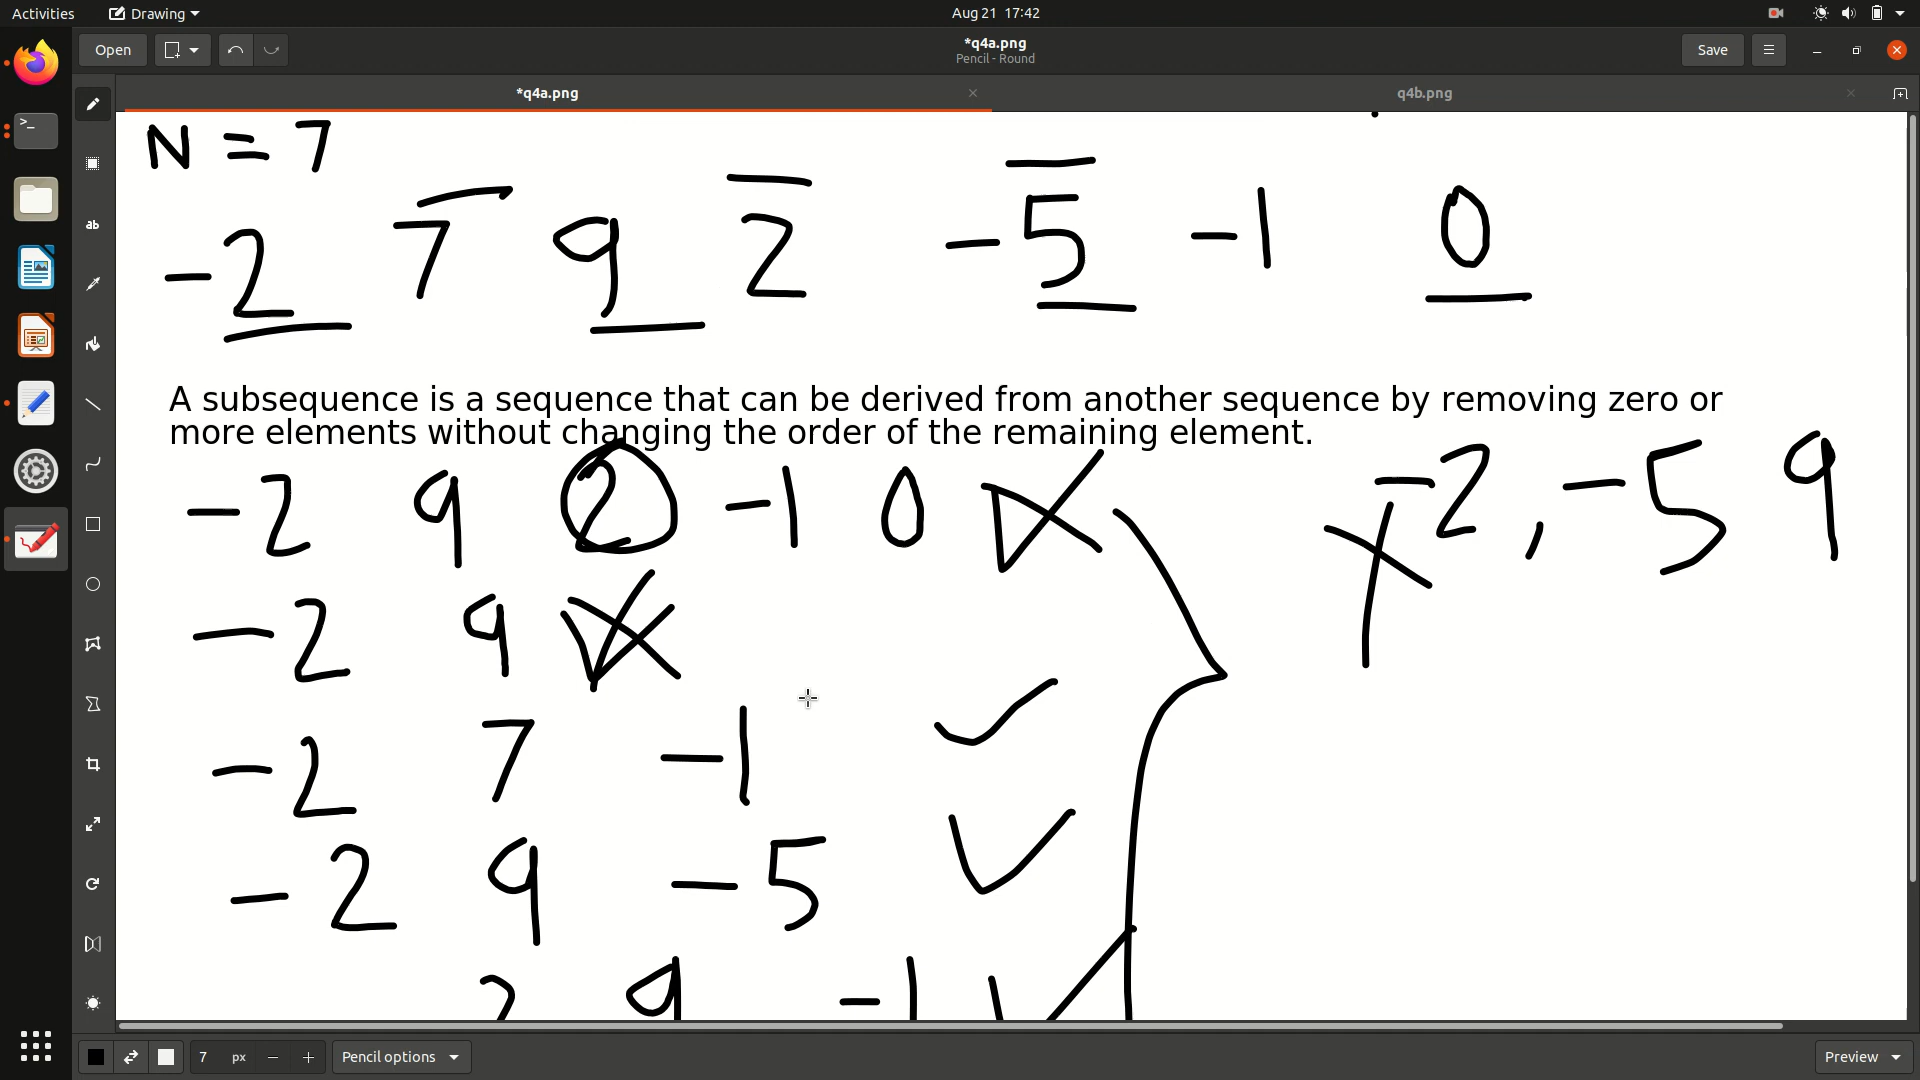 Activities Drawing Aug 21 17:42
Open *q4a.png Save
Pencil - Round
*q4a.png q4b.png
N = 7
-2 7 9 2 -5 -1 0
A subsequence is a sequence that can be derived from another sequence by removing zero or
more elements without changing the order of the remaining element.
-2 9 2 -1 0 -2, -5 9
-2 9
-2 7 -1
-2 9 -5
2 9 -1
7 px - + Pencil options Preview